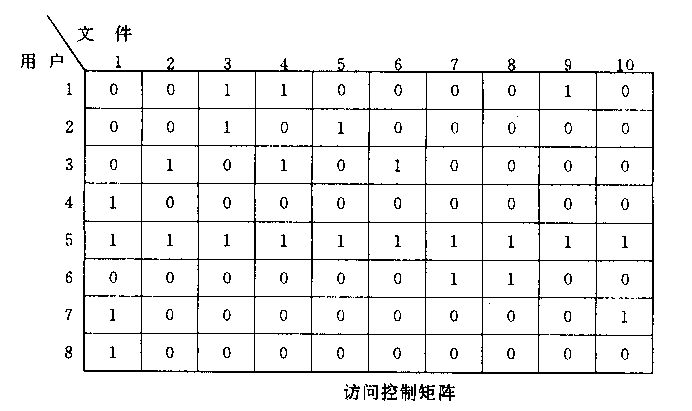 文 件
用 户 1 2 3 4 5 6 7 8 9 10
1 0 0 1 1 0 0 0 0 1 0
2 0 0 1 0 1 0 0 0 0 0
3 0 1 0 1 0 1 0 0 0 0
4 1 0 0 0 0 0 0 0 0 0
5 1 1 1 1 1 1 1 1 1 1
6 0 0 0 0 0 0 1 1 0 0
7 1 0 0 0 0 0 0 0 0 1
8 1 0 0 0 0 0 0 0 0 0
访问控制矩阵